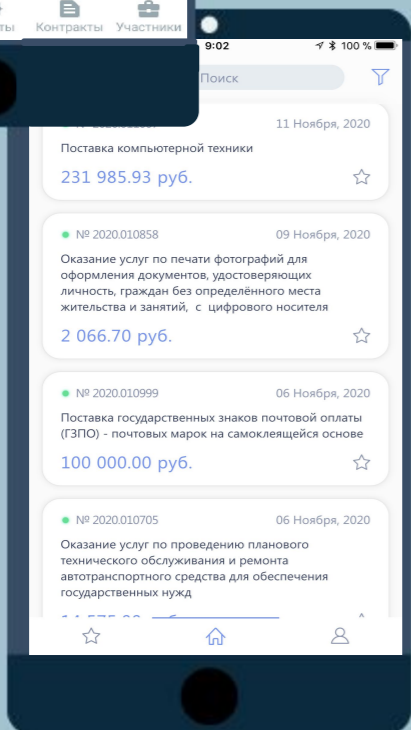 Контракты Участники
9:02 100 %
Поиск
11 Ноября, 2020
Поставка компьютерной техники
231 985.93 руб.
№ 2020.010858 09 Ноября, 2020
Оказание услуг по печати фотографий для
оформления документов, удостоверяющих
личность, граждан без определённого места
жительства и занятий, с цифрового носителя
2 066.70 руб.
№ 2020.010999 06 Ноября, 2020
Поставка государственных знаков почтовой оплаты
(ГЗПО) - почтовых марок на самоклеящейся основе
100 000.00 руб.
№ 2020.010705 06 Ноября, 2020
Оказание услуг по проведению планового
технического обслуживания и ремонта
автотранспортного средства для обеспечения
государственных нужд